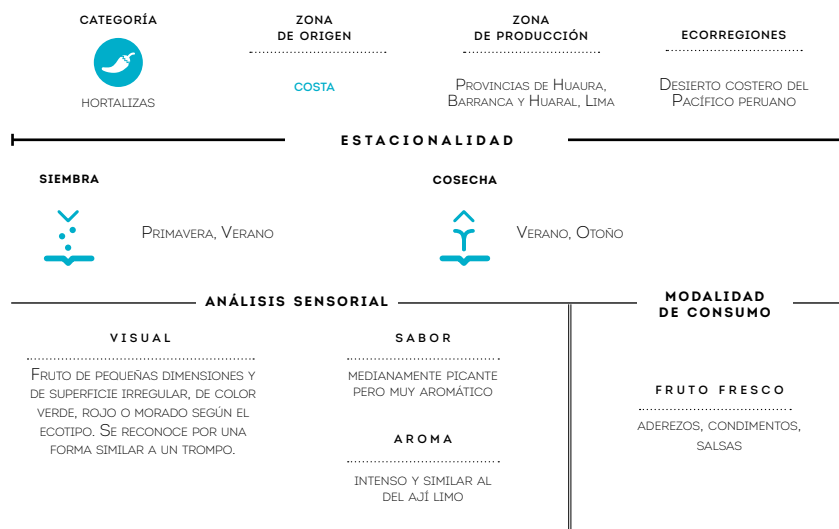 CATEGORÍA
HORTALIZAS
ZONA
DE ORIGEN
COSTA
ZONA
DE PRODUCCIÓN
Provincias de Huaura,
Barranca y Huaral, Lima
ECORREGIONES
Desierto costero del
Pacífico peruano
ESTACIONALIDAD
SIEMBRA
Primavera, Verano
COSECHA
Verano, Otoño
ANÁLISIS SENSORIAL
VISUAL
Fruto de pequeñas dimensiones y
de superficie irregular, de color
verde, rojo o morado según el
ecotipo. Se reconoce por una
forma similar a un trompo.
SABOR
medianamente picante
pero muy aromático
AROMA
intenso y similar al
del ají limo
MODALIDAD
DE CONSUMO
FRUTO FRESCO
aderezos, condimentos,
salsas